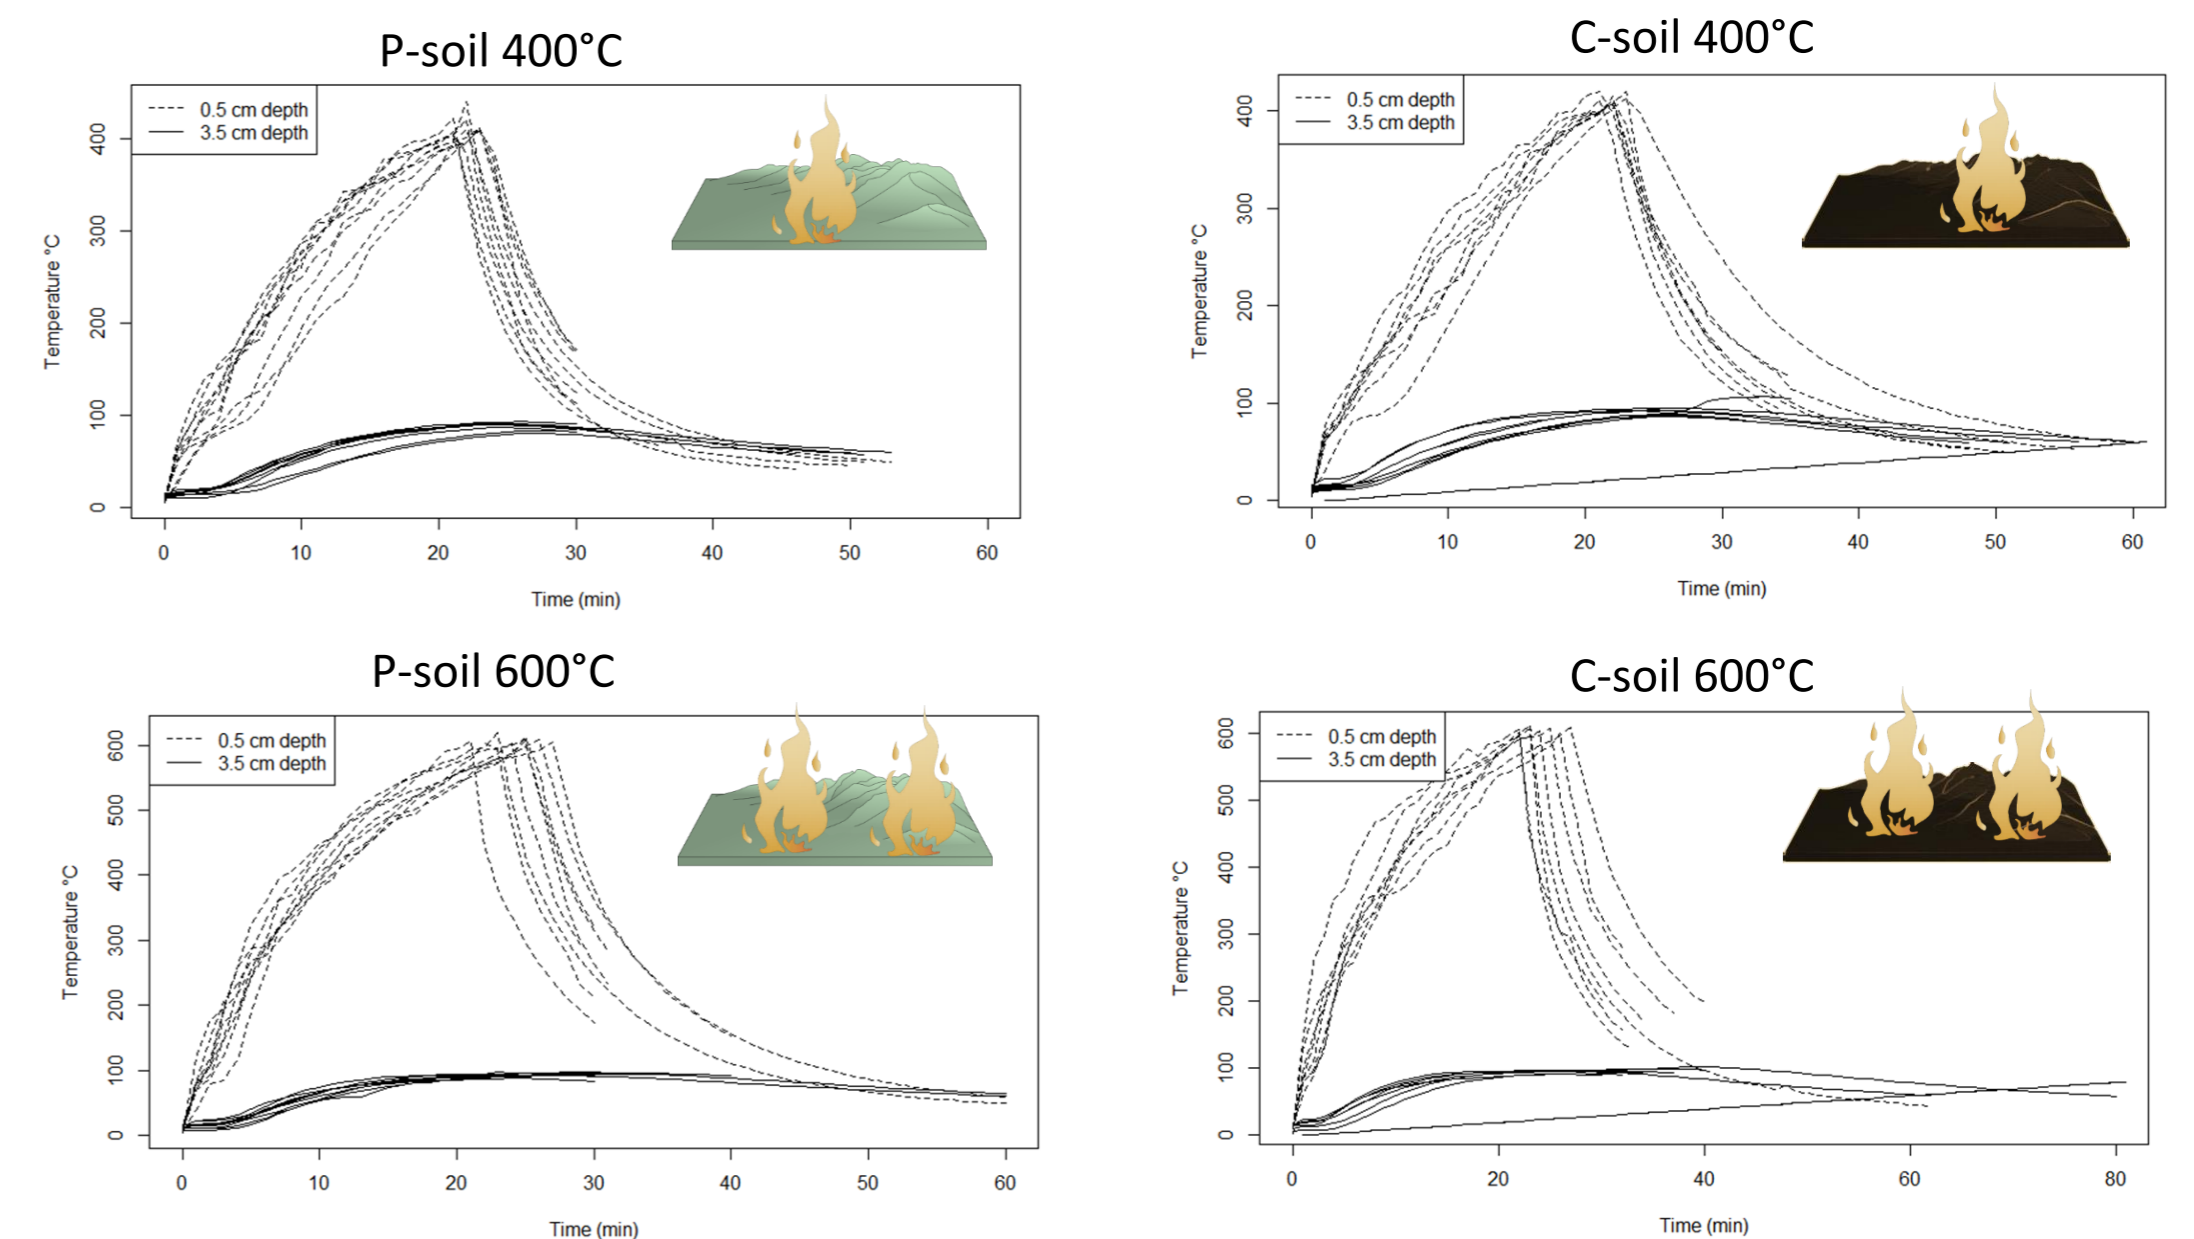 P-soil 400°C
0.5 cm depth
3.5 cm depth
Temperature °C
400
300
200
100
0
0 10 20 30 40 50 60
Time (min)
C-soil 400°C
0.5 cm depth
3.5 cm depth
Temperature °C
400
300
200
100
0
0 10 20 30 40 50 60
Time (min)
P-soil 600°C
0.5 cm depth
3.5 cm depth
Temperature °C
600
500
400
300
200
100
0
0 10 20 30 40 50 60
Time (min)
C-soil 600°C
0.5 cm depth
3.5 cm depth
Temperature °C
600
500
400
300
200
100
0
0 20 40 60 80
Time (min)